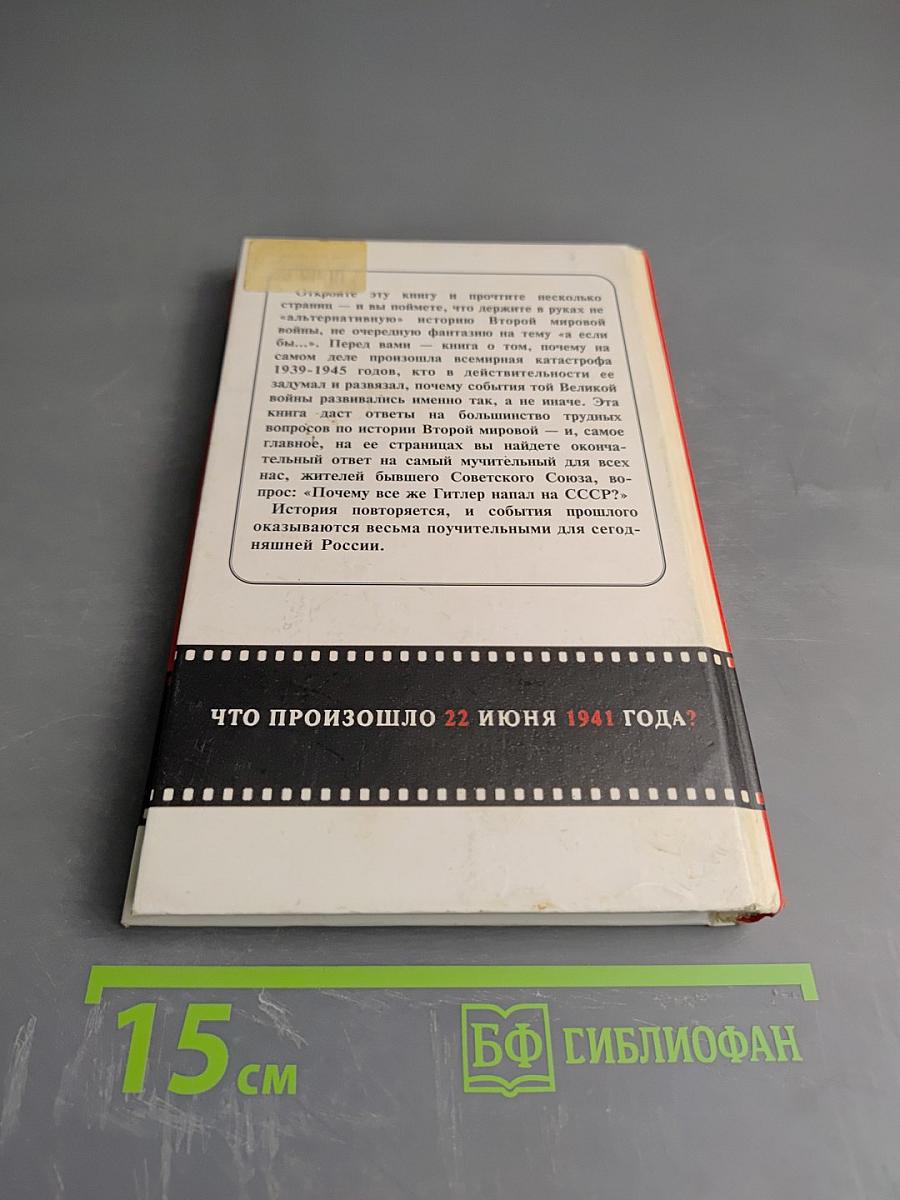 Откройте эту книгу и прочтите несколько
страниц — и вы поймете, что держите в руках не
«альтернативную» историю Второй мировой
войны, не очередную фантазию на тему «а если
бы...». Перед вами — книга о том, почему на
самом деле произошла всемирная катастрофа
1939-1945 годов, кто в действительности ее
задумал и развязал, почему события той Великой
войны развивались именно так, а не иначе. Эта
книга даст ответы на большинство трудных
вопросов по истории Второй мировой — и, самое
главное, на ее страницах вы найдете оконча-
тельный ответ на самый мучительный для всех
нас, жителей бывшего Советского Союза, во-
прос: «Почему все же Гитлер напал на СССР?»
История повторяется, и события прошлого
оказываются весьма поучительными для сегод-
няшней России.
ЧТО ПРОИЗОШЛО 22 ИЮНЯ 1941 ГОДА?
15 см
БФ БИБЛИОФАН